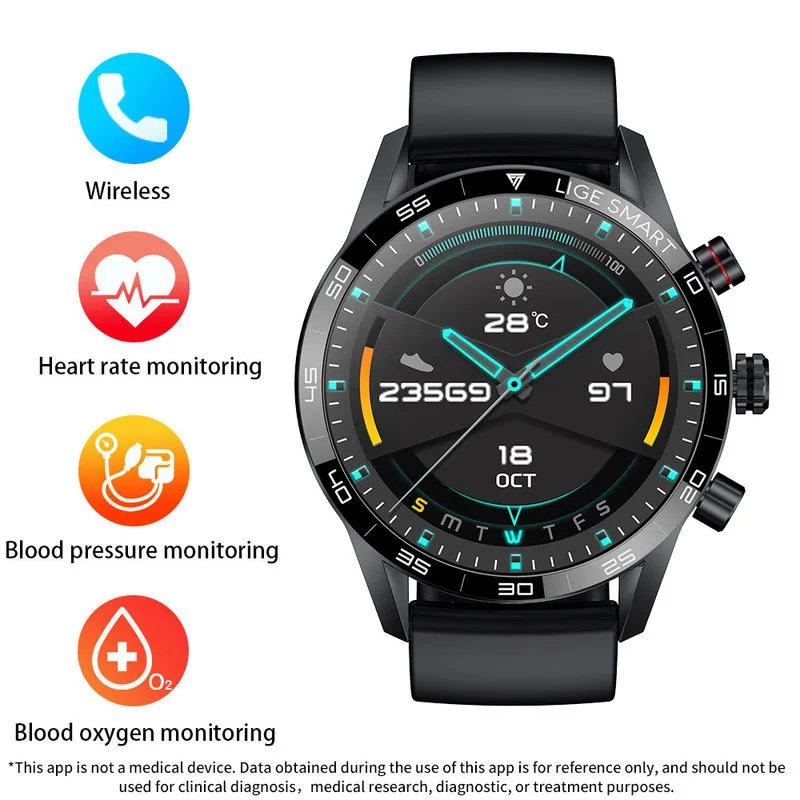 Wireless
Heart rate monitoring
Blood pressure monitoring
O₂
Blood oxygen monitoring
LIGE SMART
55
10
50
15
45
20
40
25
35
30
0
100
28°C
23569
97
18
OCT
S M T W T F S
*This app is not a medical device. Data obtained during the use of this app is for reference only, and should not be
used for clinical diagnosis，medical research, diagnostic, or treatment purposes.